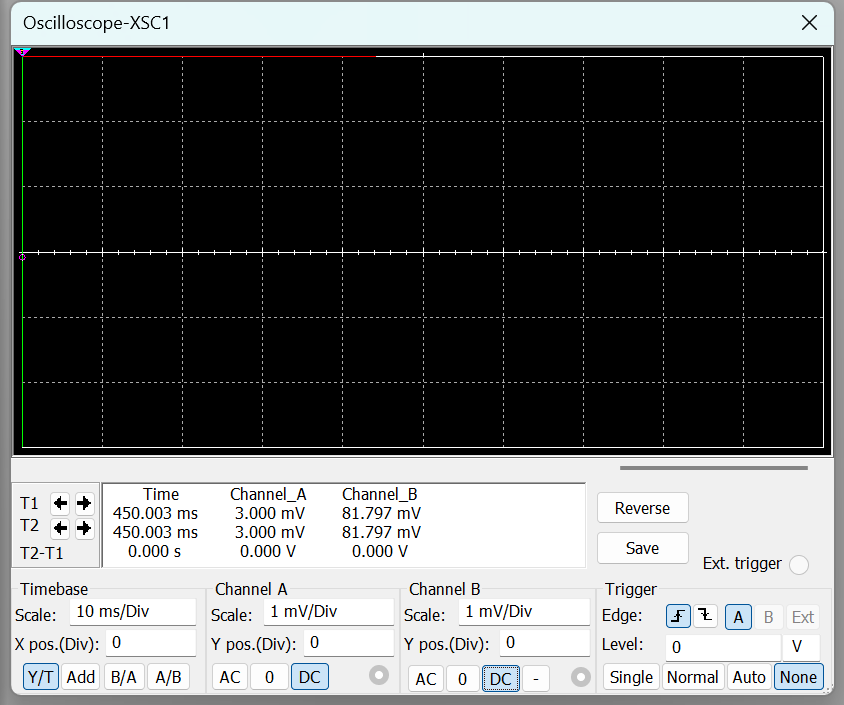 Oscilloscope-XSC1
Time Channel_A Channel_B
T1 450.003 ms 3.000 mV 81.797 mV
T2 450.003 ms 3.000 mV 81.797 mV
T2-T1 0.000 s 0.000 V 0.000 V
Reverse
Save
Ext. trigger
Timebase
Scale: 10 ms/Div
X pos.(Div): 0
Y/T Add B/A A/B
Channel A
Scale: 1 mV/Div
Y pos.(Div): 0
AC 0 DC
Channel B
Scale: 1 mV/Div
Y pos.(Div): 0
AC 0 DC -
Trigger
Edge: A B Ext
Level: 0 V
Single Normal Auto None